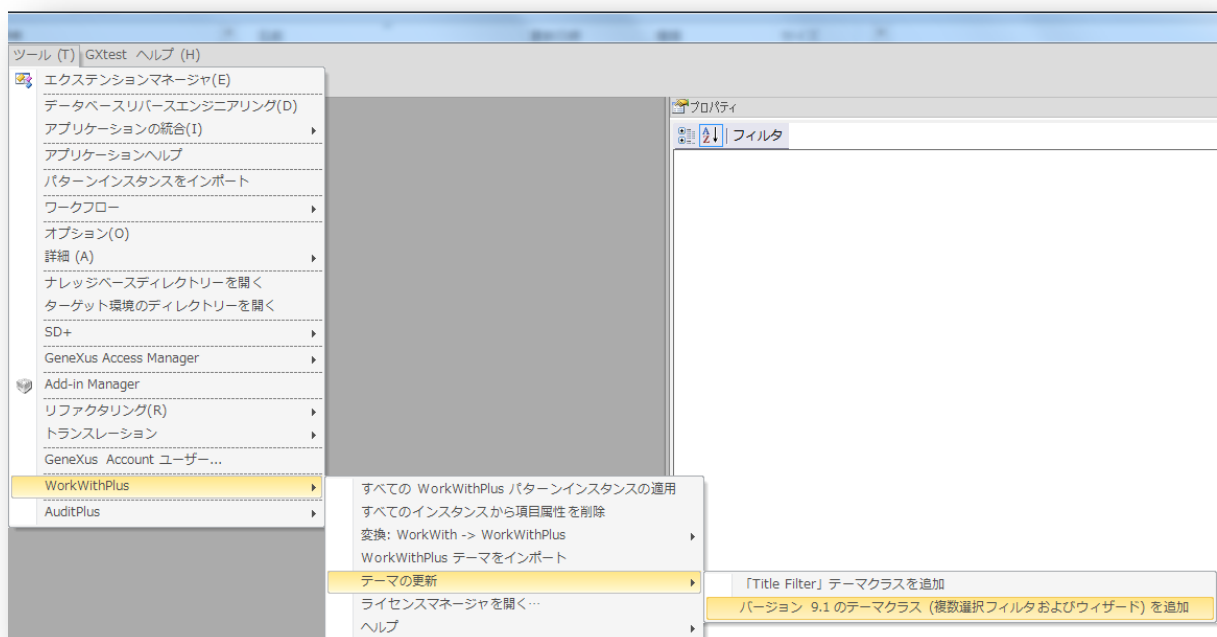 ツール (T) GXtest ヘルプ (H)
エクステンションマネージャ(E)
データベースリバースエンジニアリング(D)
アプリケーションの統合(I)
アプリケーションヘルプ
パターンインスタンスをインポート
ワークフロー
オプション(O)
詳細 (A)
ナレッジベースディレクトリーを開く
ターゲット環境のディレクトリーを開く
SD+
GeneXus Access Manager
Add-in Manager
リファクタリング(R)
トランスレーション
GeneXus Account ユーザー...
WorkWithPlus
AuditPlus
すべての WorkWithPlus パターンインスタンスの適用
すべてのインスタンスから項目属性を削除
変換: WorkWith -> WorkWithPlus
WorkWithPlus テーマをインポート
テーマの更新
ライセンスマネージャを開く…
ヘルプ
「Title Filter」テーマクラスを追加
バージョン 9.1 のテーマクラス (複数選択フィルタおよびウィザード) を追加
プロパティ
フィルタ